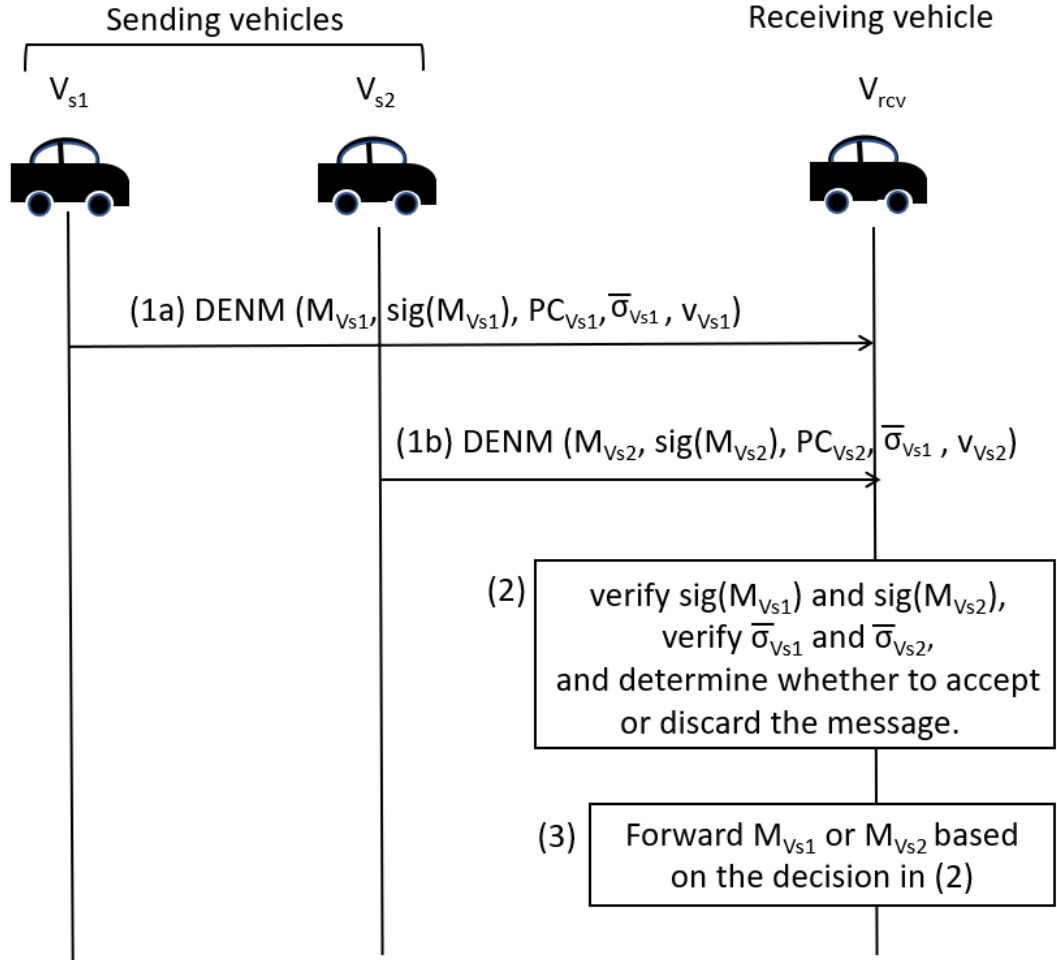 Sending vehicles
Receiving vehicle
Vs1
Vs2
Vrcv
(1a) DENM (MVs1, sig(MVs1), PCVs1, σ̅Vs1 , vVs1)
(1b) DENM (MVs2, sig(MVs2), PCVs2, σ̅Vs1 , vVs2)
(2)
verify sig(MVs1) and sig(MVs2),
verify σ̅Vs1 and σ̅Vs2,
and determine whether to accept
or discard the message.
(3)
Forward MVs1 or MVs2 based
on the decision in (2)